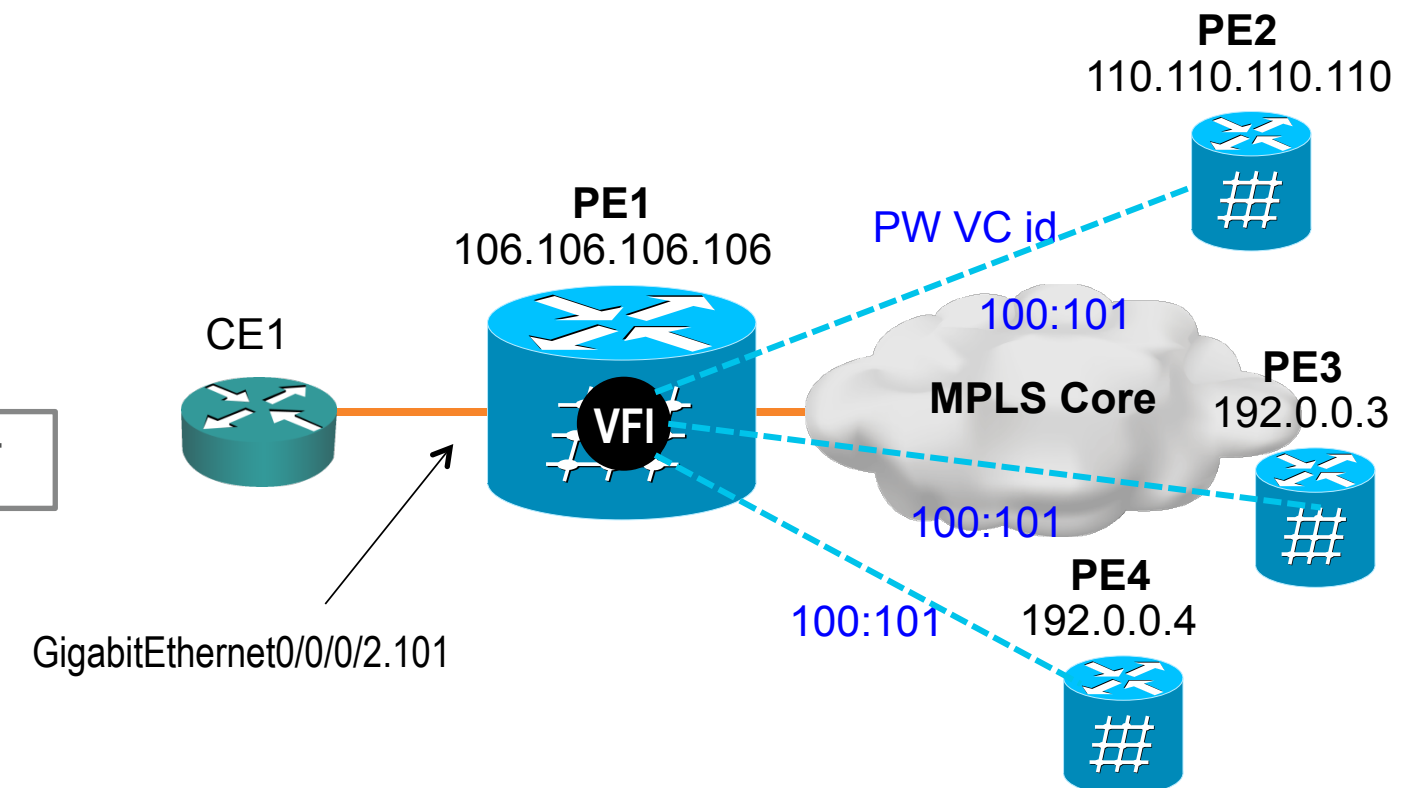 PE2
110.110.110.110
PE1
106.106.106.106
PW VC id
CE1
100:101
MPLS Core
PE3
192.0.0.3
VFI
100:101
PE4
192.0.0.4
100:101
GigabitEthernet0/0/0/2.101